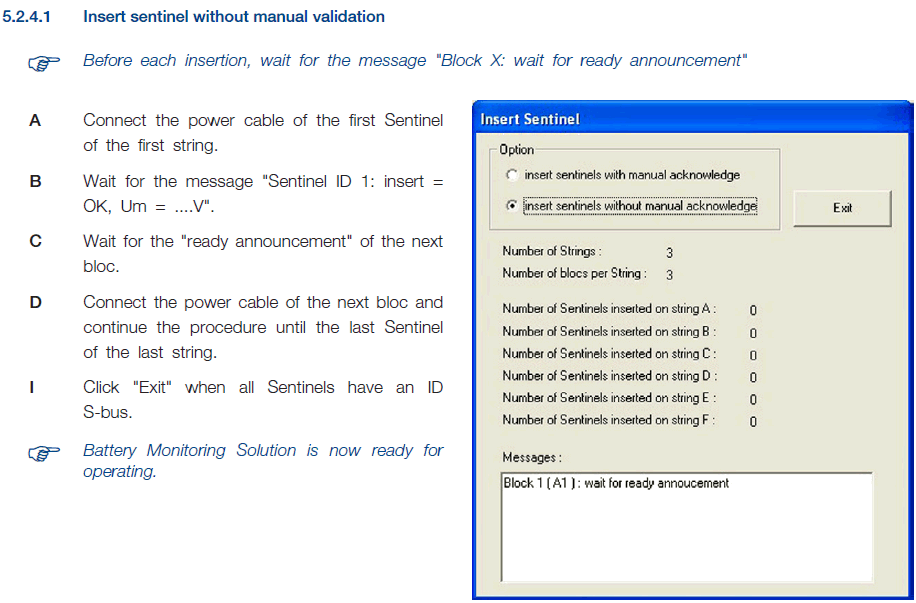 5.2.4.1 Insert sentinel without manual validation
Before each insertion, wait for the message "Block X: wait for ready announcement"
A Connect the power cable of the first Sentinel
of the first string.
B Wait for the message "Sentinel ID 1: insert =
OK, Um = ....V".
C Wait for the "ready announcement" of the next
bloc.
D Connect the power cable of the next bloc and
continue the procedure until the last Sentinel
of the last string.
I Click "Exit" when all Sentinels have an ID
S-bus.
Battery Monitoring Solution is now ready for
operating.
Insert Sentinel
Option
insert sentinels with manual acknowledge
insert sentinels without manual acknowledge
Exit
Number of Strings : 3
Number of blocs per String : 3
Number of Sentinels inserted on string A : 0
Number of Sentinels inserted on string B : 0
Number of Sentinels inserted on string C : 0
Number of Sentinels inserted on string D : 0
Number of Sentinels inserted on string E : 0
Number of Sentinels inserted on string F : 0
Messages :
Block 1 ( A1 ) : wait for ready annoucement